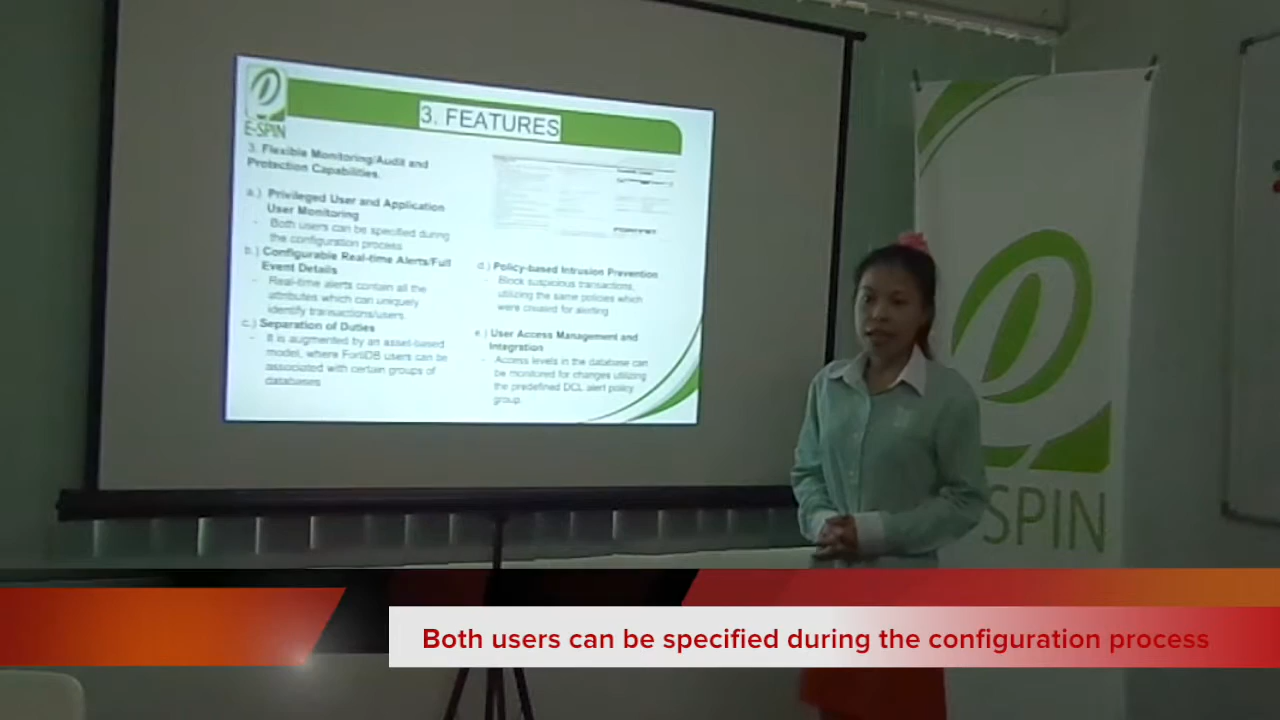 E-SPIN
3. FEATURES
3. Flexible Monitoring/Audit and
Protection Capabilities.
a.) Privileged User and Application
User Monitoring
- Both users can be specified during
the configuration process
b.) Configurable Real-time Alerts/Full
Event Details
- Real-time alerts contain all the
attributes which can uniquely
identify transactions/users
c.) Separation of Duties
- It is augmented by an asset-based
model, where FortiDB users can be
associated with certain groups of
databases
d.) Policy-based Intrusion Prevention
- Block suspicious transactions,
utilizing the same policies which
were created for alerting
e.) User Access Management and
Integration
- Access levels in the database can
be monitored for changes utilizing
the predefined DCL alert policy
group.
SPIN
Both users can be specified during the configuration process